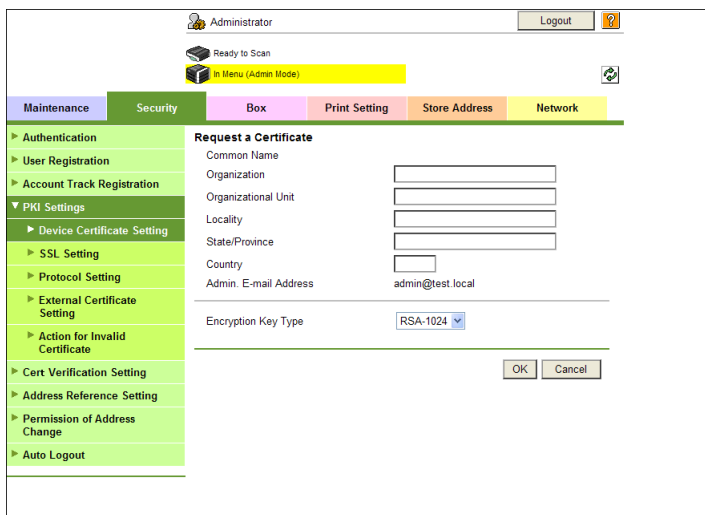 Administrator
Logout
?
Ready to Scan
In Menu (Admin Mode)
Maintenance
Security
Box
Print Setting
Store Address
Network
Authentication
User Registration
Account Track Registration
PKI Settings
Device Certificate Setting
SSL Setting
Protocol Setting
External Certificate
Setting
Action for Invalid
Certificate
Cert Verification Setting
Address Reference Setting
Permission of Address
Change
Auto Logout
Request a Certificate
Common Name
Organization
Organizational Unit
Locality
State/Province
Country
Admin. E-mail Address admin@test.local
Encryption Key Type RSA-1024
OK Cancel